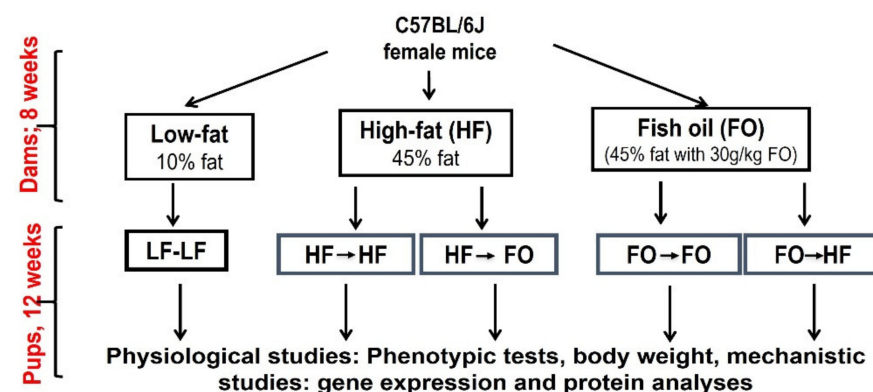 C57BL/6J
female mice
Dams; 8 weeks
Low-fat
10% fat
High-fat (HF)
45% fat
Fish oil (FO)
(45% fat with 30g/kg FO)
Pups, 12 weeks
LF-LF
HF→HF
HF→ FO
FO→FO
FO→HF
Physiological studies: Phenotypic tests, body weight, mechanistic
studies: gene expression and protein analyses